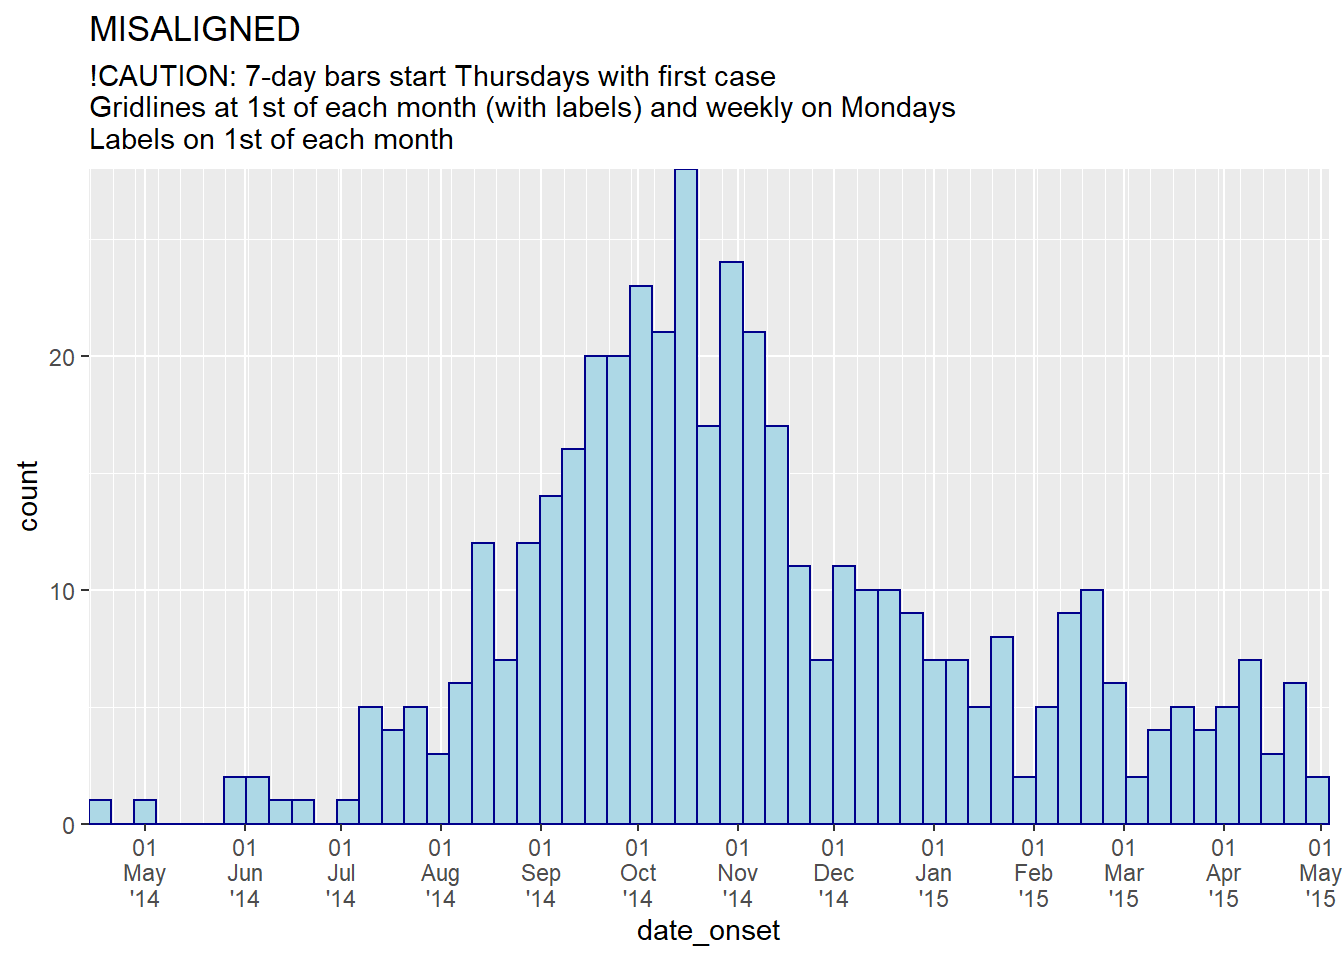 MISALIGNED
!CAUTION: 7-day bars start Thursdays with first case
Gridlines at 1st of each month (with labels) and weekly on Mondays
Labels on 1st of each month
count
20
10
0
01 01 01 01 01 01 01 01 01 01 01 01 01
May Jun Jul Aug Sep Oct Nov Dec Jan Feb Mar Apr May
'14 '14 '14 '14 '14 '14 '14 '14 '15 '15 '15 '15 '15
date_onset